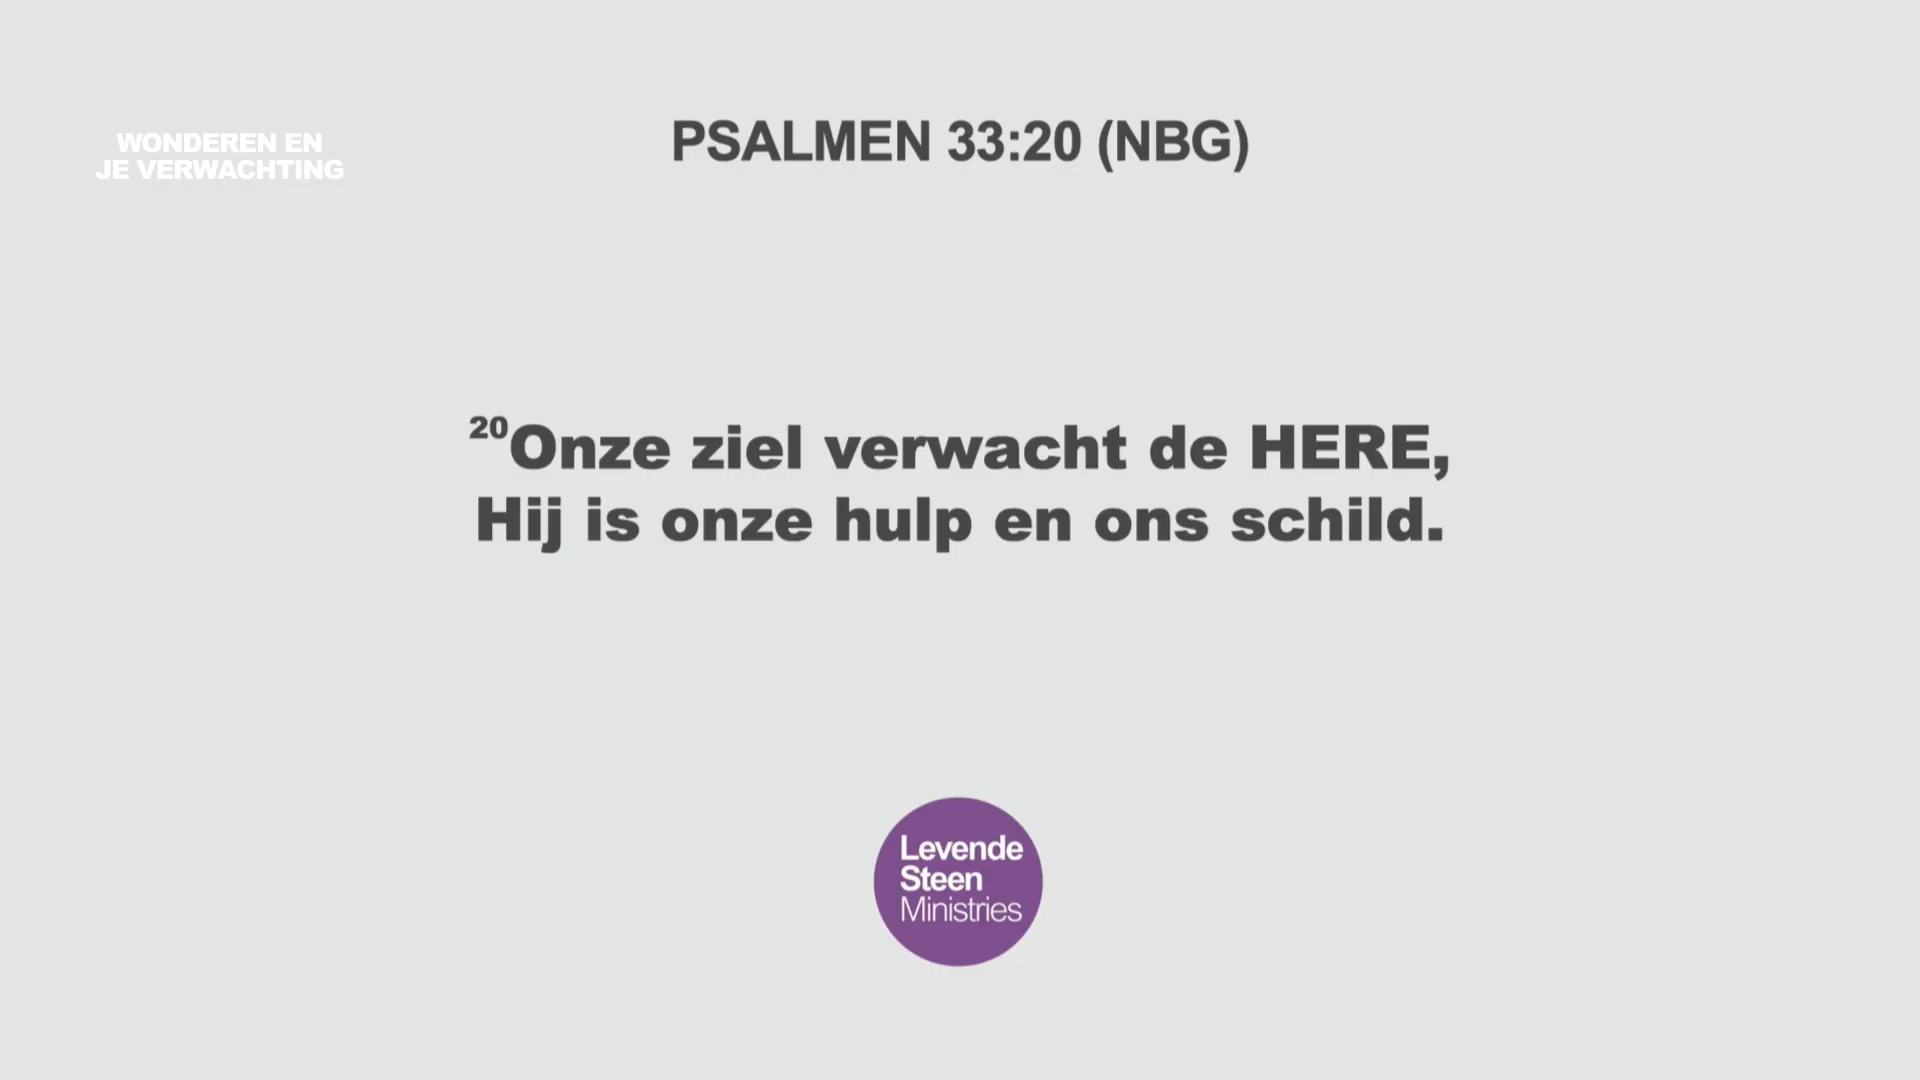 WONDEREN EN
JE VERWACHTING
PSALMEN 33:20 (NBG)
20Onze ziel verwacht de HERE,
Hij is onze hulp en ons schild.
Levende
Steen
Ministries